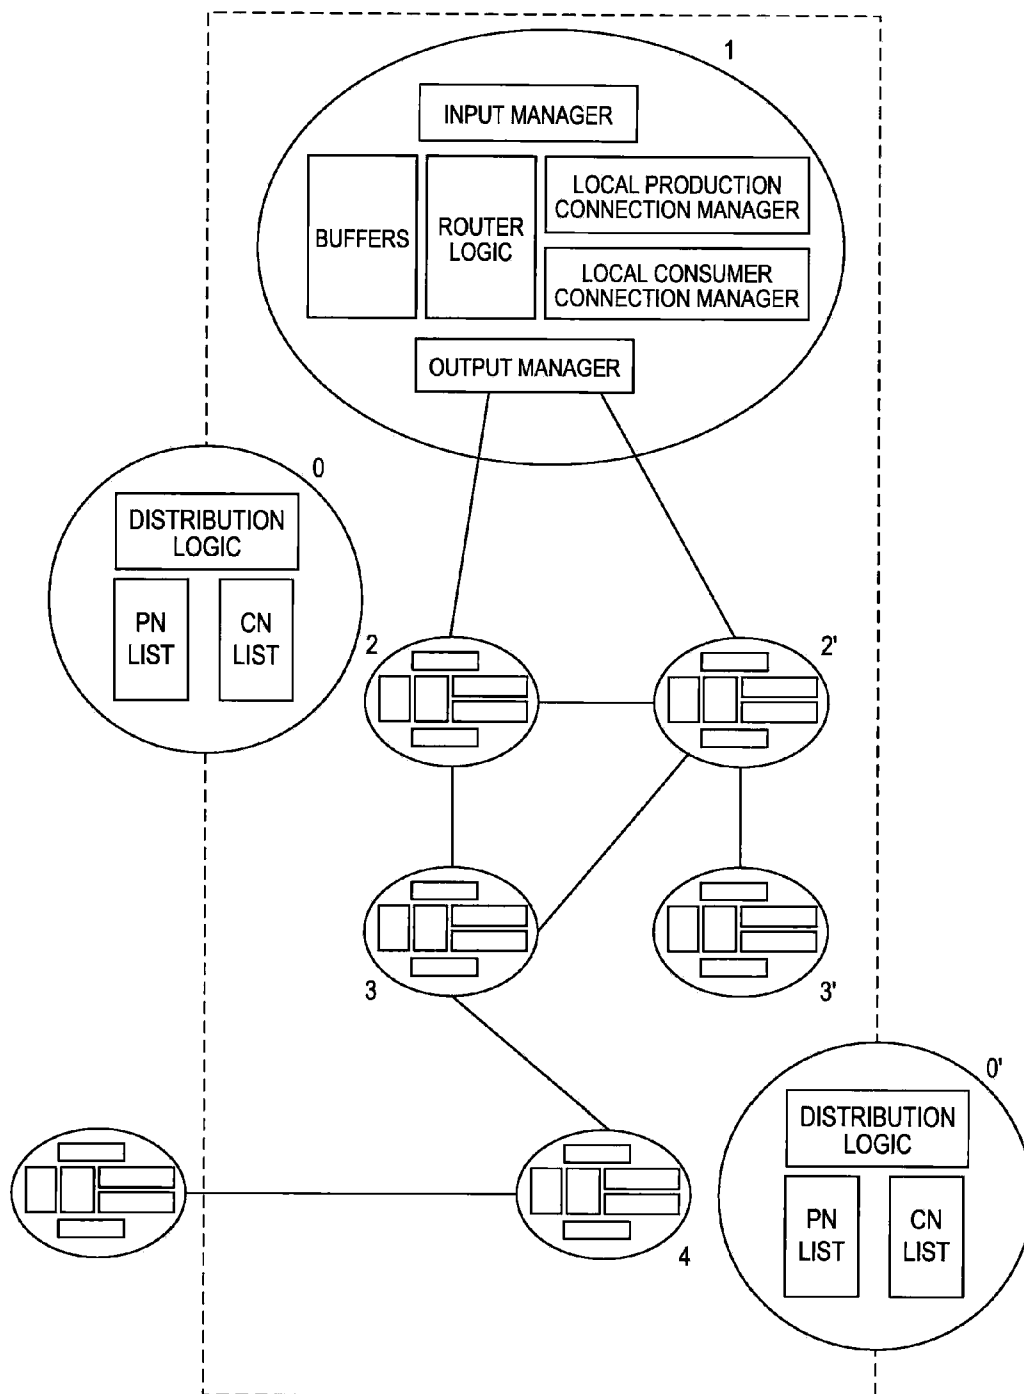 1
INPUT MANAGER
BUFFERS
ROUTER
LOGIC
LOCAL PRODUCTION
CONNECTION MANAGER
LOCAL CONSUMER
CONNECTION MANAGER
OUTPUT MANAGER
0
DISTRIBUTION
LOGIC
PN
LIST
CN
LIST
2
2'
3
3'
0'
DISTRIBUTION
LOGIC
PN
LIST
CN
LIST
4